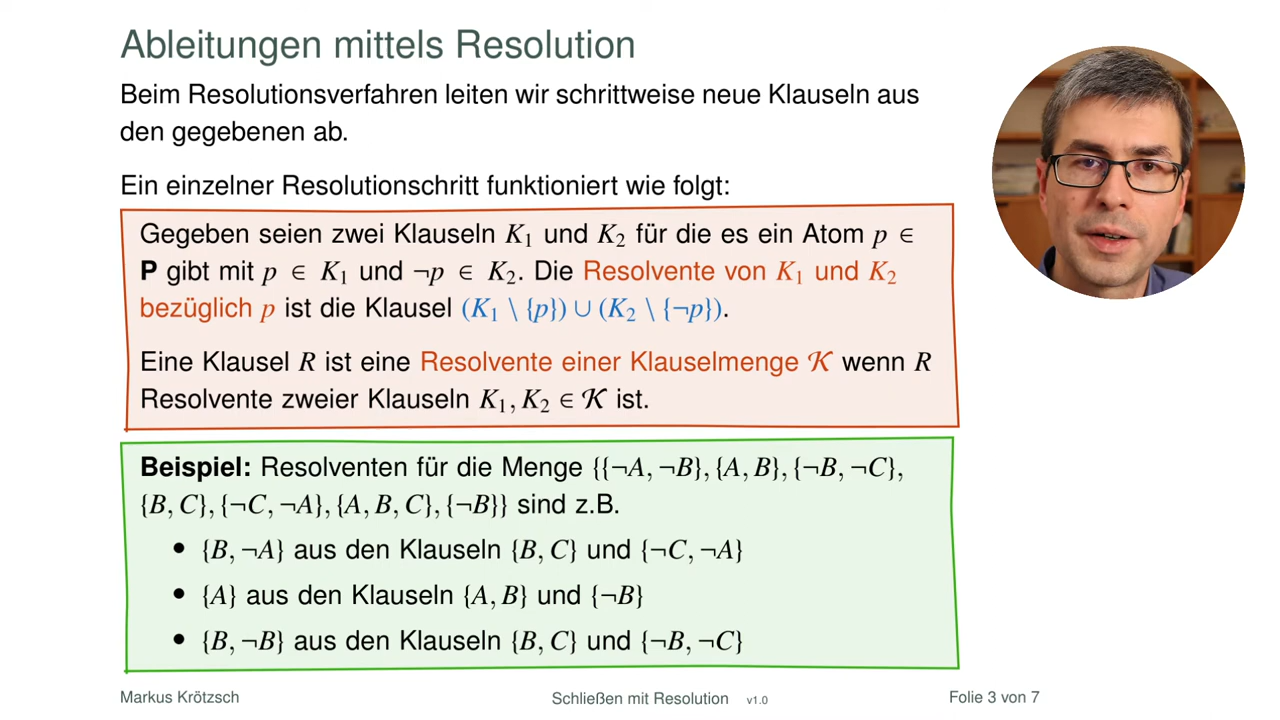 Ableitungen mittels Resolution
Beim Resolutionsverfahren leiten wir schrittweise neue Klauseln aus
den gegebenen ab.
Ein einzelner Resolutionschritt funktioniert wie folgt:
Gegeben seien zwei Klauseln K₁ und K₂ für die es ein Atom p ∈
P gibt mit p ∈ K₁ und ¬p ∈ K₂. Die Resolvente von K₁ und K₂
bezüglich p ist die Klausel (K₁ \ {p}) ∪ (K₂ \ {¬p}).
Eine Klausel R ist eine Resolvente einer Klauselmenge 𝒦 wenn R
Resolvente zweier Klauseln K₁, K₂ ∈ 𝒦 ist.
Beispiel: Resolventen für die Menge {{¬A, ¬B}, {A, B}, {¬B, ¬C},
{B, C}, {¬C, ¬A}, {A, B, C}, {¬B}} sind z.B.
• {B, ¬A} aus den Klauseln {B, C} und {¬C, ¬A}
• {A} aus den Klauseln {A, B} und {¬B}
• {B, ¬B} aus den Klauseln {B, C} und {¬B, ¬C}
Markus Krötzsch Schließen mit Resolution v1.0 Folie 3 von 7